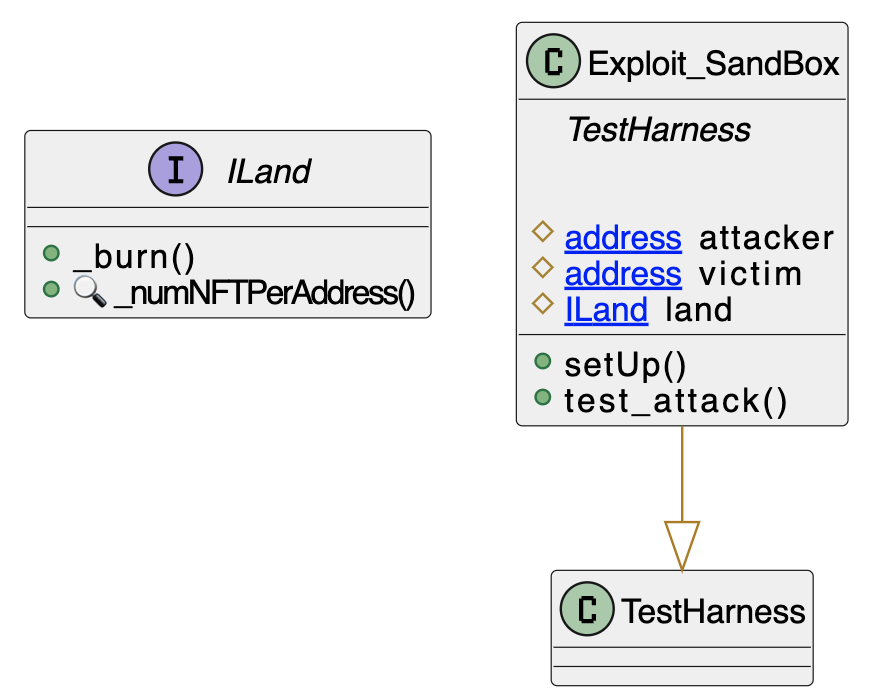 I ILand
_burn()
_numNFTPerAddress()
C Exploit_SandBox
TestHarness
address attacker
address victim
ILand land
setUp()
test_attack()
C TestHarness